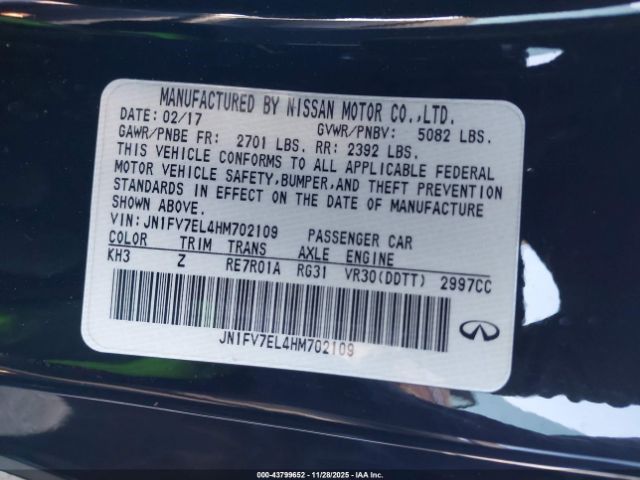 MANUFACTURED BY NISSAN MOTOR CO.,LTD.
DATE: 02/17 GVWR/PNBV: 5082 LBS.
GAWR/PNBE FR: 2701 LBS. RR: 2392 LBS.
THIS VEHICLE CONFORMS TO ALL APPLICABLE FEDERAL
MOTOR VEHICLE SAFETY,BUMPER,AND THEFT PREVENTION
STANDARDS IN EFFECT ON THE DATE OF MANUFACTURE
SHOWN ABOVE.
VIN: JN1FV7EL4HM702109 PASSENGER CAR
COLOR TRIM TRANS AXLE ENGINE
KH3 Z RE7R01A RG31 VR30(DDTT) 2997CC
JN1FV7EL4HM702109
000-43799652 - 11/28/2025 - IAA Inc.